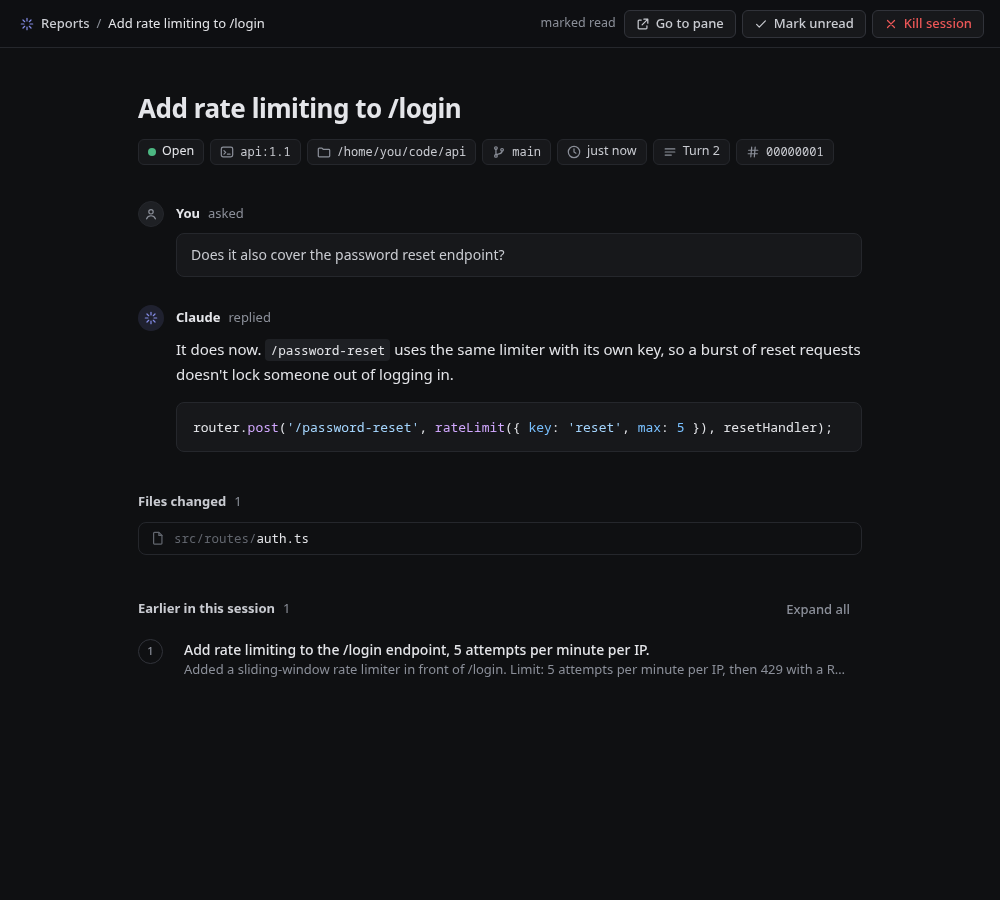 Reports / Add rate limiting to /login
marked read
Go to pane
Mark unread
Kill session
Add rate limiting to /login
Open
api:1.1
/home/you/code/api
main
just now
Turn 2
00000001
You asked
Does it also cover the password reset endpoint?
Claude replied
It does now. /password-reset uses the same limiter with its own key, so a burst of reset requests
doesn't lock someone out of logging in.
router.post('/password-reset', rateLimit({ key: 'reset', max: 5 }), resetHandler);
Files changed 1
src/routes/auth.ts
Earlier in this session 1
Expand all
1
Add rate limiting to the /login endpoint, 5 attempts per minute per IP.
Added a sliding-window rate limiter in front of /login. Limit: 5 attempts per minute per IP, then 429 with a R…